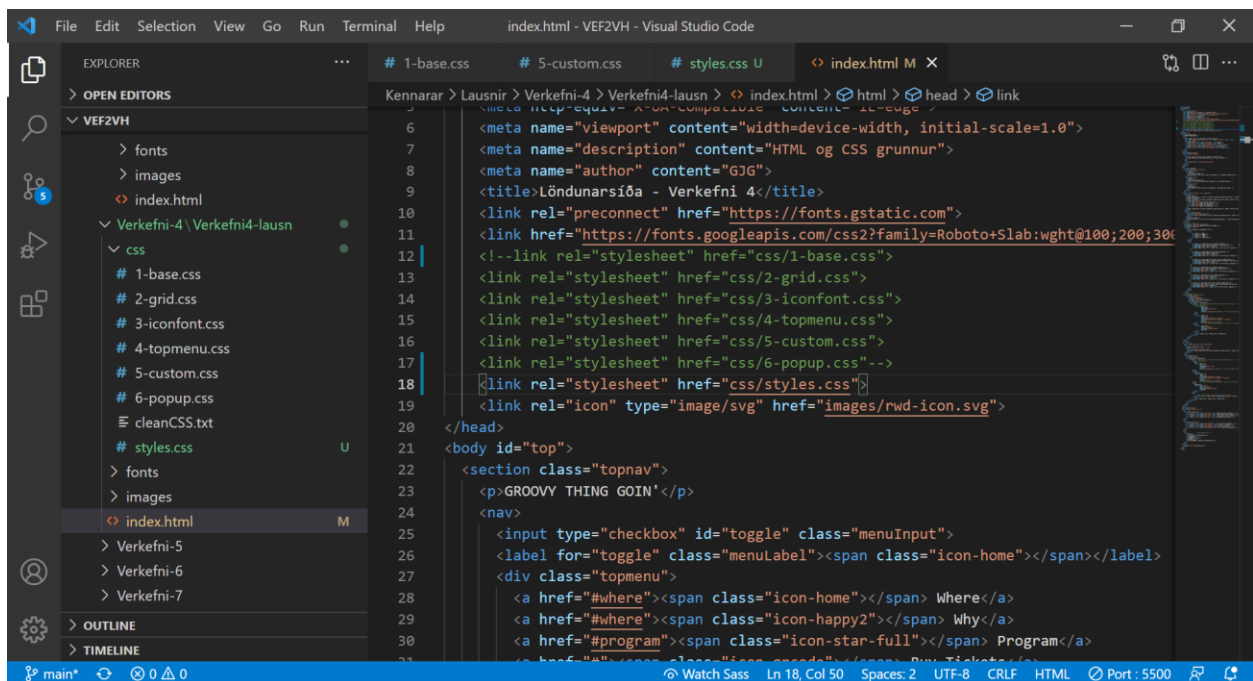 File Edit Selection View Go Run Terminal Help index.html - VEF2VH - Visual Studio Code
EXPLORER
OPEN EDITORS
VEF2VH
fonts
images
index.html
Verkefni-4 \ Verkefni4-lausn
css
# 1-base.css
# 2-grid.css
# 3-iconfont.css
# 4-topmenu.css
# 5-custom.css
# 6-popup.css
cleanCSS.txt
# styles.css U
fonts
images
index.html M
Verkefni-5
Verkefni-6
Verkefni-7
OUTLINE
TIMELINE
5
# 1-base.css # 5-custom.css # styles.css U <> index.html M
Kennarar > Lausnir > Verkefni-4 > Verkefni4-lausn > <> index.html > html > head > link
5 <meta http-equiv="X-UA-Compatible" content="IE=edge">
6 <meta name="viewport" content="width=device-width, initial-scale=1.0">
7 <meta name="description" content="HTML og CSS grunnur">
8 <meta name="author" content="GJG">
9 <title>Löndunarsíða - Verkefni 4</title>
10 <link rel="preconnect" href="https://fonts.gstatic.com">
11 <link href="https://fonts.googleapis.com/css2?family=Roboto+Slab:wght@100;200;300
12 <!--link rel="stylesheet" href="css/1-base.css">
13 <link rel="stylesheet" href="css/2-grid.css">
14 <link rel="stylesheet" href="css/3-iconfont.css">
15 <link rel="stylesheet" href="css/4-topmenu.css">
16 <link rel="stylesheet" href="css/5-custom.css">
17 <link rel="stylesheet" href="css/6-popup.css"-->
18 <link rel="stylesheet" href="css/styles.css">
19 <link rel="icon" type="image/svg" href="images/rwd-icon.svg">
20 </head>
21 <body id="top">
22 <section class="topnav">
23 <p>GROOVY THING GOIN'</p>
24 <nav>
25 <input type="checkbox" id="toggle" class="menuInput">
26 <label for="toggle" class="menuLabel"><span class="icon-home"></span></label>
27 <div class="topmenu">
28 <a href="#where"><span class="icon-home"></span> Where</a>
29 <a href="#where"><span class="icon-happy2"></span> Why</a>
30 <a href="#program"><span class="icon-star-full"></span> Program</a>
main* 0 0 Watch Sass Ln 18, Col 50 Spaces: 2 UTF-8 CRLF HTML Port : 5500